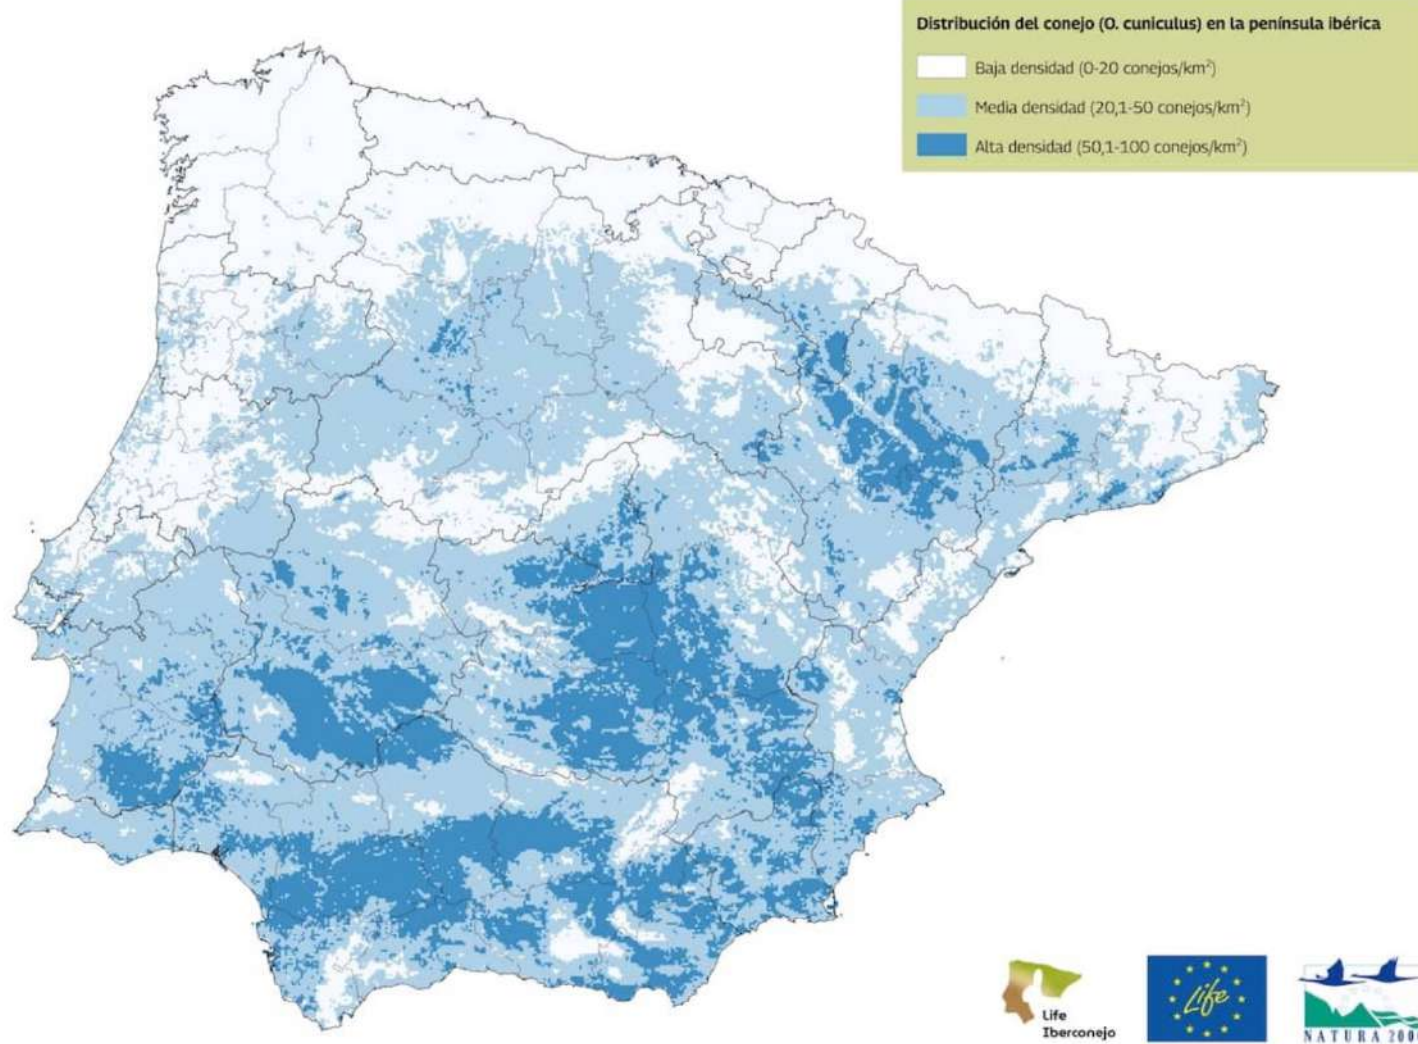 Distribución del conejo (O. cuniculus) en la península ibérica
Baja densidad (0-20 conejos/km²)
Media densidad (20,1-50 conejos/km²)
Alta densidad (50,1-100 conejos/km²)
Life
Iberconejo
Life
NATURA 200